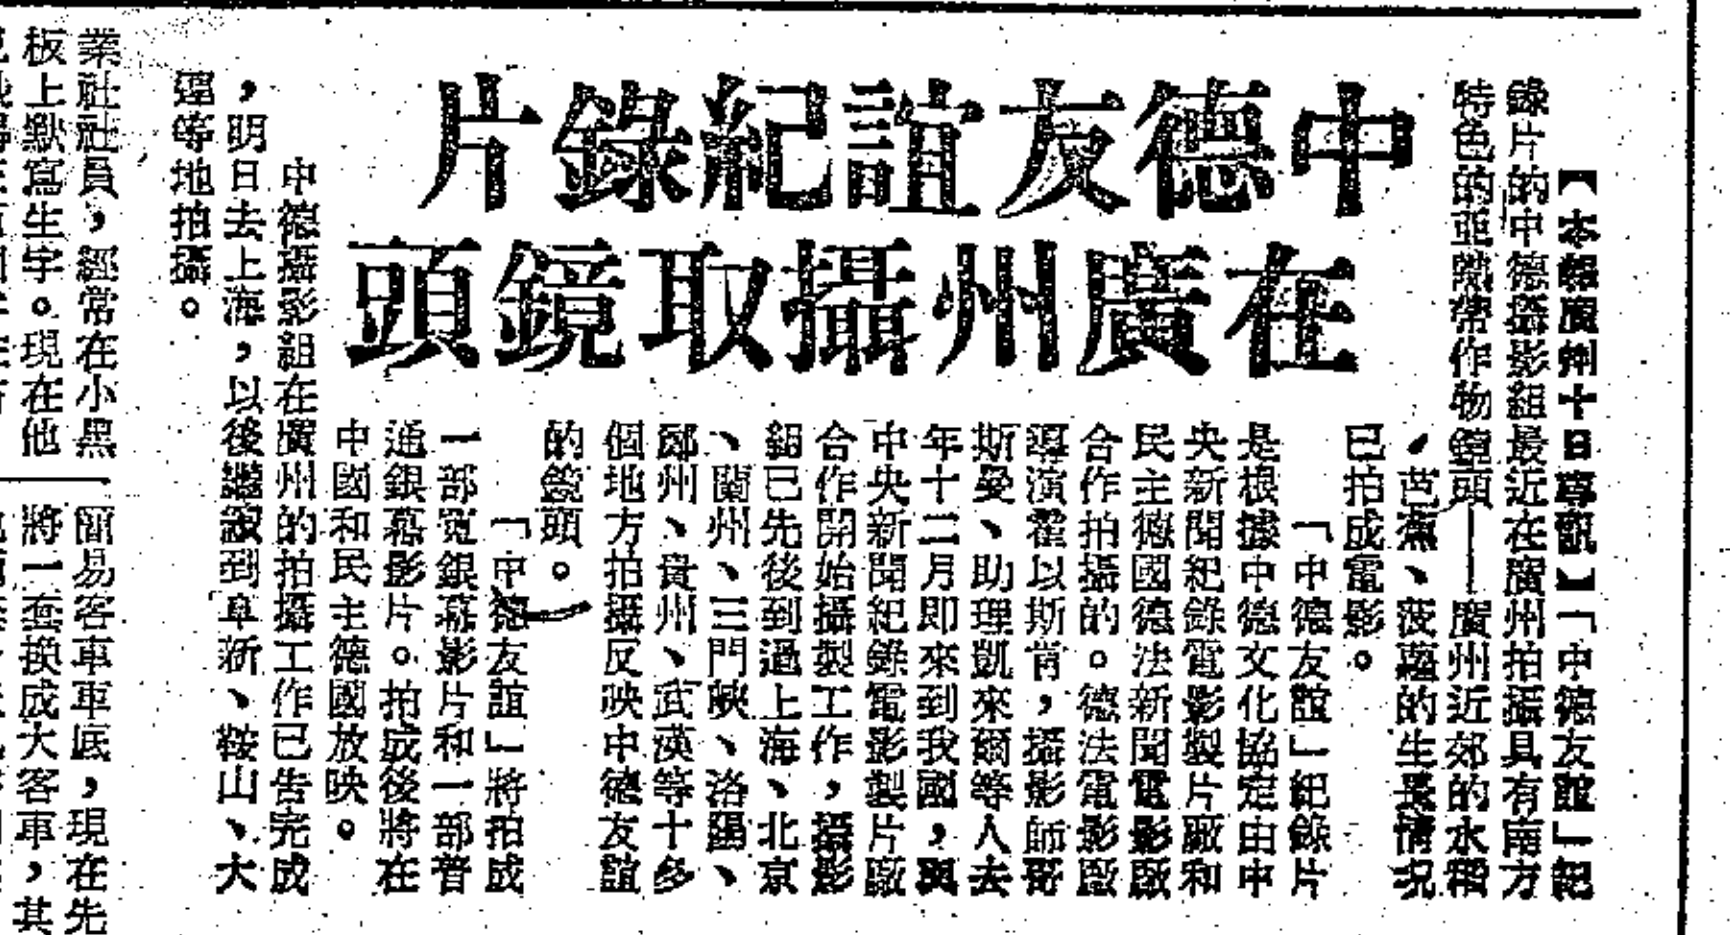 中德友誼紀錄片
在廣州攝取鏡頭
【本報廣州十日專訊】「中德友誼」紀
錄片的中德攝影組最近在廣州拍攝具有南方
特色的亞熱帶作物鏡頭——廣州近郊的水稻
、芭蕉、菠蘿的生長情况
已拍成電影。
「中德友誼」紀錄片
是根據中德文化協定由中
央新聞紀錄電影製片廠和
民主德國德法新聞電影廠
合作拍攝的。德法電影廠
導演霍以斯肯，攝影師哥
斯曼、助理凱來爾等人去
年十二月即來到我國，與
中央新聞紀錄電影製片廠
合作開始攝製工作，攝影
組已先後到過上海、北京
、蘭州、三門峽、洛陽、
鄭州、貴州、武漢等十多
個地方拍攝反映中德友誼
的鏡頭。
「中德友誼」將拍成
一部寬銀幕影片和一部普
通銀幕影片。拍成後將在
中國和民主德國放映。
中德攝影組在廣州的拍攝工作已告完成
，明日去上海，以後繼續到阜新、鞍山、大
連等地拍攝。
業社社員，經常在小黑
板上默寫生字。現在他
簡易客車車底，現在先
將一套換成大客車，其